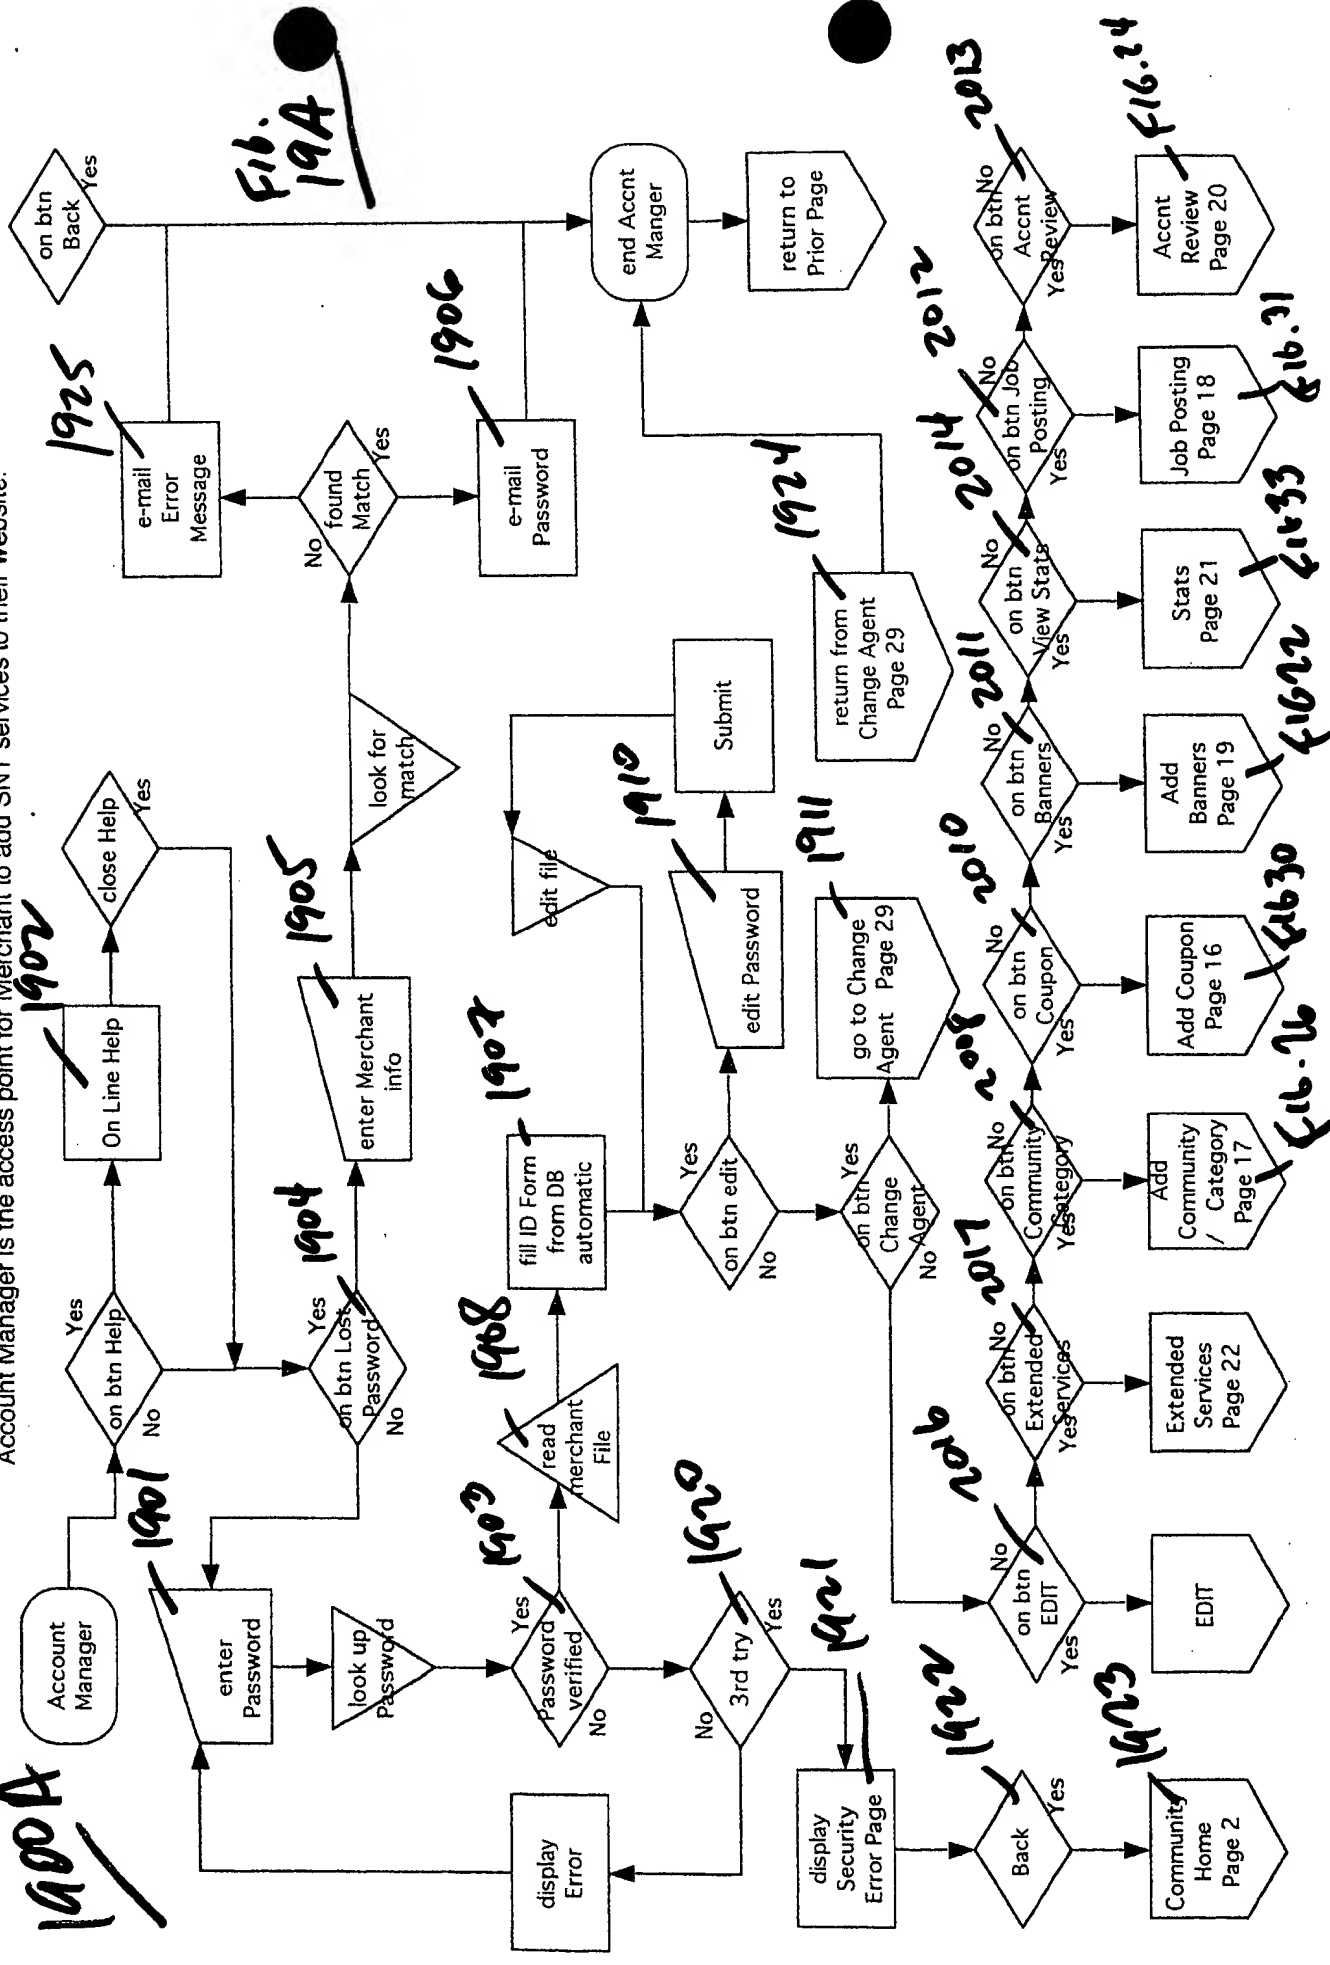 Account Manager is the access point for Merchant to add SNT services to their website.
1900A
Fig.
19A
Account
Manager
on btn Help
Yes
No
On Line Help
1902
close Help
Yes
on btn
Back
Yes
1901
enter
Password
on btn Lost
Password
Yes
No
1904
enter Merchant
info
1905
look for
match
found
Match
No
Yes
e-mail
Error
Message
1925
e-mail
Password
1906
look up
Password
Password
verified
Yes
No
1903
read
merchant
File
1908
fill ID Form
from DB
automatic
1907
edit file
Submit
end Accnt
Manger
return to
Prior Page
display
Error
3rd try
No
Yes
1920
on btn edit
Yes
No
edit Password
1910
display
Security
Error Page
1921
on btn
Change
Agent
Yes
No
go to Change
Agent Page 29
1911
return from
Change Agent
Page 29
1924
Back
Yes
1922
on btn
EDIT
No
Yes
2016
on btn
Extended
Services
No
Yes
2017
on btn
Community
Category
No
Yes
2008
on btn
Coupon
No
Yes
2010
on btn
Banners
No
Yes
2011
on btn
View Stats
No
Yes
2014
on btn Job
Posting
No
Yes
2012
on btn
Accnt
Review
No
Yes
2013
Community
Home
Page 2
1923
EDIT
Extended
Services
Page 22
Add
Community
/ Category
Page 17
Fig. 26
Add Coupon
Page 16
Fig 30
Add
Banners
Page 19
Fig 22
Stats
Page 21
Fig 33
Job Posting
Page 18
Fig. 31
Accnt
Review
Page 20
FIG. 24